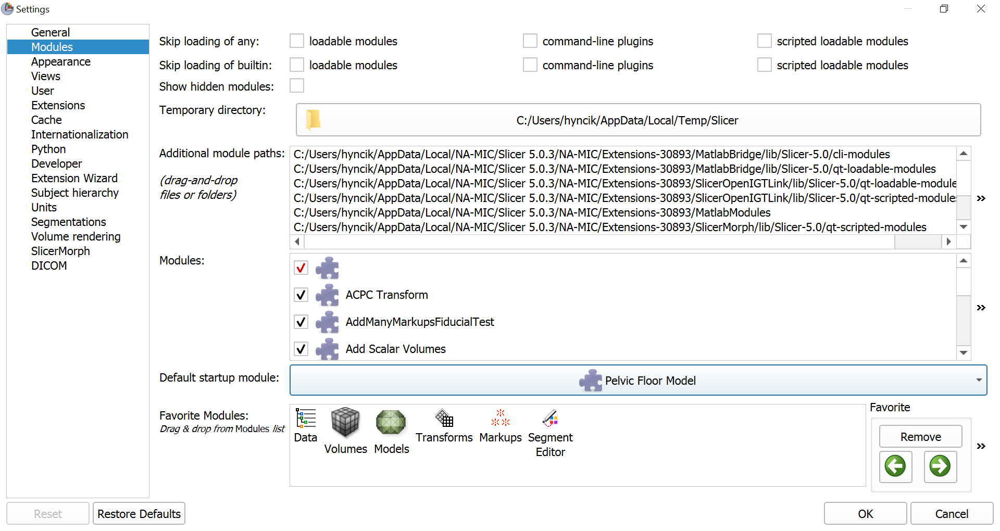 Settings
General
Modules
Appearance
Views
User
Extensions
Cache
Internationalization
Python
Developer
Extension Wizard
Subject hierarchy
Units
Segmentations
Volume rendering
SlicerMorph
DICOM
Skip loading of any: loadable modules command-line plugins scripted loadable modules
Skip loading of builtin: loadable modules command-line plugins scripted loadable modules
Show hidden modules:
Temporary directory: C:/Users/hyncik/AppData/Local/Temp/Slicer
Additional module paths:
(drag-and-drop
files or folders)
C:/Users/hyncik/AppData/Local/NA-MIC/Slicer 5.0.3/NA-MIC/Extensions-30893/MatlabBridge/lib/Slicer-5.0/cli-modules
C:/Users/hyncik/AppData/Local/NA-MIC/Slicer 5.0.3/NA-MIC/Extensions-30893/MatlabBridge/lib/Slicer-5.0/qt-loadable-modules
C:/Users/hyncik/AppData/Local/NA-MIC/Slicer 5.0.3/NA-MIC/Extensions-30893/SlicerOpenIGTLink/lib/Slicer-5.0/qt-loadable-module
C:/Users/hyncik/AppData/Local/NA-MIC/Slicer 5.0.3/NA-MIC/Extensions-30893/SlicerOpenIGTLink/lib/Slicer-5.0/qt-scripted-modules
C:/Users/hyncik/AppData/Local/NA-MIC/Slicer 5.0.3/NA-MIC/Extensions-30893/MatlabModules
C:/Users/hyncik/AppData/Local/NA-MIC/Slicer 5.0.3/NA-MIC/Extensions-30893/SlicerMorph/lib/Slicer-5.0/qt-scripted-modules
Modules:
ACPC Transform
AddManyMarkupsFiducialTest
Add Scalar Volumes
Default startup module: Pelvic Floor Model
Favorite Modules:
Drag & drop from Modules list
Data
Volumes
Models
Transforms
Markups
Segment
Editor
Favorite
Remove
Reset
Restore Defaults
OK
Cancel